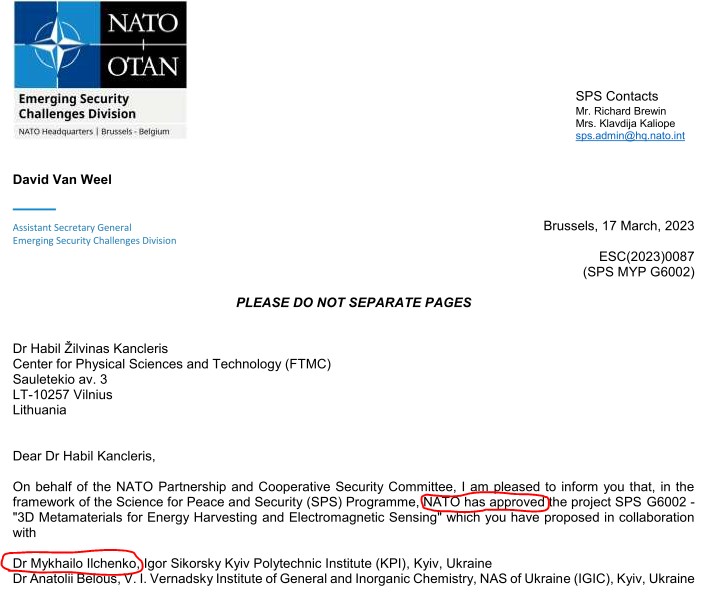 NATO
OTAN
Emerging Security
Challenges Division
NATO Headquarters | Brussels - Belgium
SPS Contacts
Mr. Richard Brewin
Mrs. Klavdija Kaliope
sps.admin@hq.nato.int
David Van Weel
Assistant Secretary General
Emerging Security Challenges Division
Brussels, 17 March, 2023
ESC(2023)0087
(SPS MYP G6002)
PLEASE DO NOT SEPARATE PAGES
Dr Habil Žilvinas Kancleris
Center for Physical Sciences and Technology (FTMC)
Sauletekio av. 3
LT-10257 Vilnius
Lithuania
Dear Dr Habil Kancleris,
On behalf of the NATO Partnership and Cooperative Security Committee, I am pleased to inform you that, in the
framework of the Science for Peace and Security (SPS) Programme, NATO has approved the project SPS G6002 -
"3D Metamaterials for Energy Harvesting and Electromagnetic Sensing" which you have proposed in collaboration
with
Dr Mykhailo Ilchenko, Igor Sikorsky Kyiv Polytechnic Institute (KPI), Kyiv, Ukraine
Dr Anatolii Belous, V. I. Vernadsky Institute of General and Inorganic Chemistry, NAS of Ukraine (IGIC), Kyiv, Ukraine